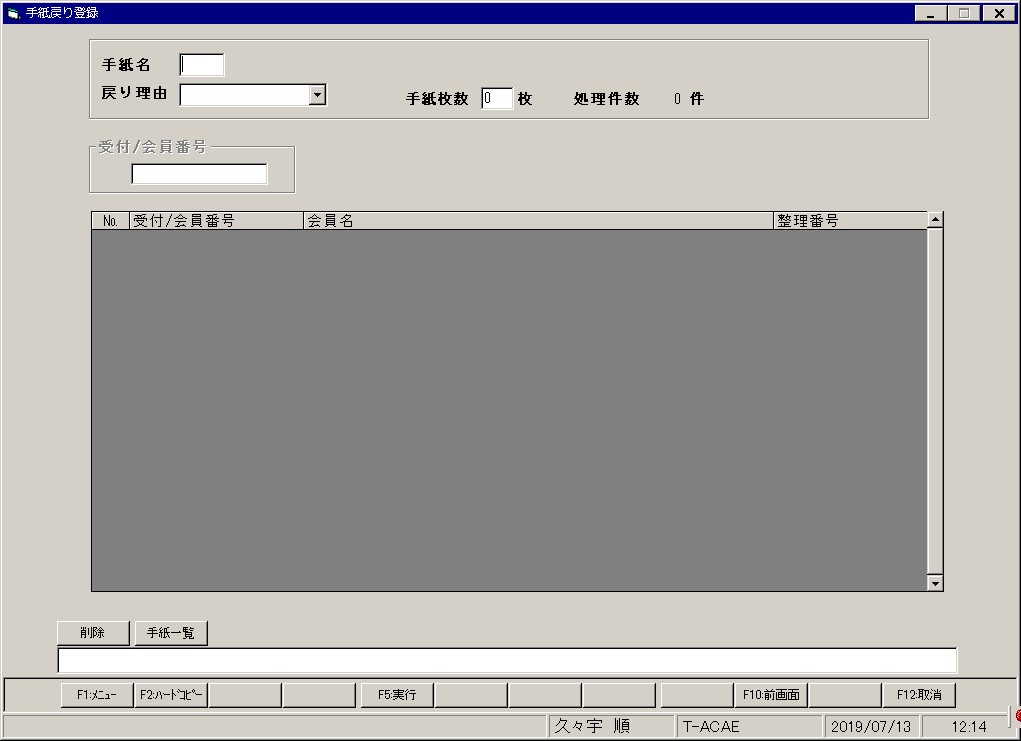 手紙戻り登録
手紙名
戻り理由
手紙枚数 0 枚 処理件数 0 件
受付/会員番号
No. 受付/会員番号 会員名 整理番号
削除 手紙一覧
F1:ﾒﾆｭｰ F2:ﾊｰﾄﾞｺﾋﾟｰ F5:実行 F10:前画面 F12:取消
久々宇 順 T-ACAE 2019/07/13 12:14